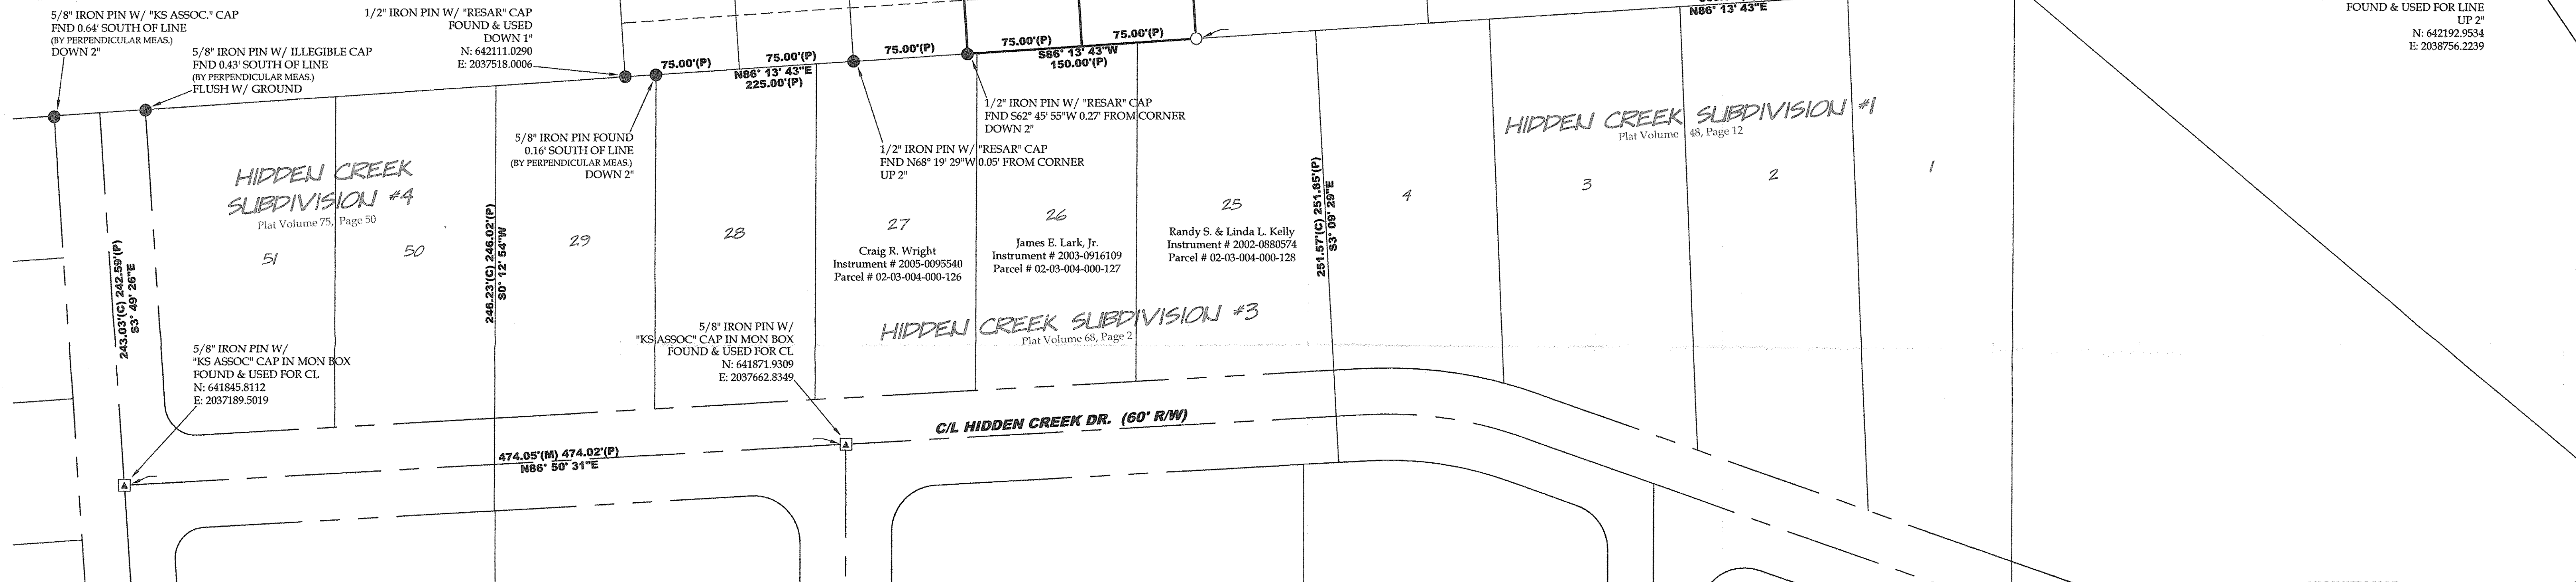 5/8" IRON PIN W/ "KS ASSOC." CAP
FND 0.64' SOUTH OF LINE
(BY PERPENDICULAR MEAS.)
DOWN 2"
5/8" IRON PIN W/ ILLEGIBLE CAP
FND 0.43' SOUTH OF LINE
(BY PERPENDICULAR MEAS.)
FLUSH W/ GROUND
1/2" IRON PIN W/ "RESAR" CAP
FOUND & USED
DOWN 1"
N: 642111.0290
E: 2037518.0006
75.00'(P)
75.00'(P)
N86° 13' 43"E
225.00'(P)
75.00'(P)
75.00'(P)
75.00'(P)
S86° 13' 43"W
150.00'(P)
N86° 13' 43"E
FOUND & USED FOR LINE
UP 2"
N: 642192.9534
E: 2038756.2239
5/8" IRON PIN FOUND
0.16' SOUTH OF LINE
(BY PERPENDICULAR MEAS.)
DOWN 2"
1/2" IRON PIN W/ "RESAR" CAP
FND N68° 19' 29"W 0.05' FROM CORNER
UP 2"
1/2" IRON PIN W/ "RESAR" CAP
FND S62° 45' 55"W 0.27' FROM CORNER
DOWN 2"
HIDDEN CREEK SUBDIVISION #1
Plat Volume 48, Page 12
HIDDEN CREEK
SUBDIVISION #4
Plat Volume 75, Page 50
51
50
29
28
27
Craig R. Wright
Instrument # 2005-0095540
Parcel # 02-03-004-000-126
26
James E. Lark, Jr.
Instrument # 2003-0916109
Parcel # 02-03-004-000-127
25
Randy S. & Linda L. Kelly
Instrument # 2002-0880574
Parcel # 02-03-004-000-128
4
3
2
1
243.03'(C) 242.59'(P)
S3° 49' 26"E
246.23'(C) 246.02'(P)
S0° 12' 54"W
251.57'(C) 251.85'(P)
S3° 09' 29"E
HIDDEN CREEK SUBDIVISION #3
Plat Volume 68, Page 2
5/8" IRON PIN W/
"KS ASSOC" CAP IN MON BOX
FOUND & USED FOR CL
N: 641845.8112
E: 2037189.5019
5/8" IRON PIN W/
"KS ASSOC" CAP IN MON BOX
FOUND & USED FOR CL
N: 641871.9309
E: 2037662.8349
C/L HIDDEN CREEK DR. (60' R/W)
474.05'(M) 474.02'(P)
N86° 50' 31"E